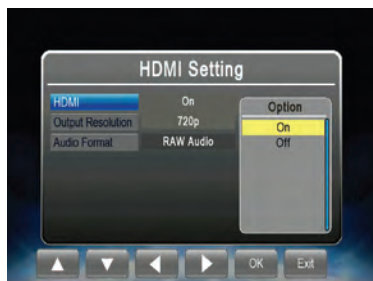 HDMI Setting
HDMI On
Output Resolution 720p
Audio Format RAW Audio
Option
On
Off
OK Exit